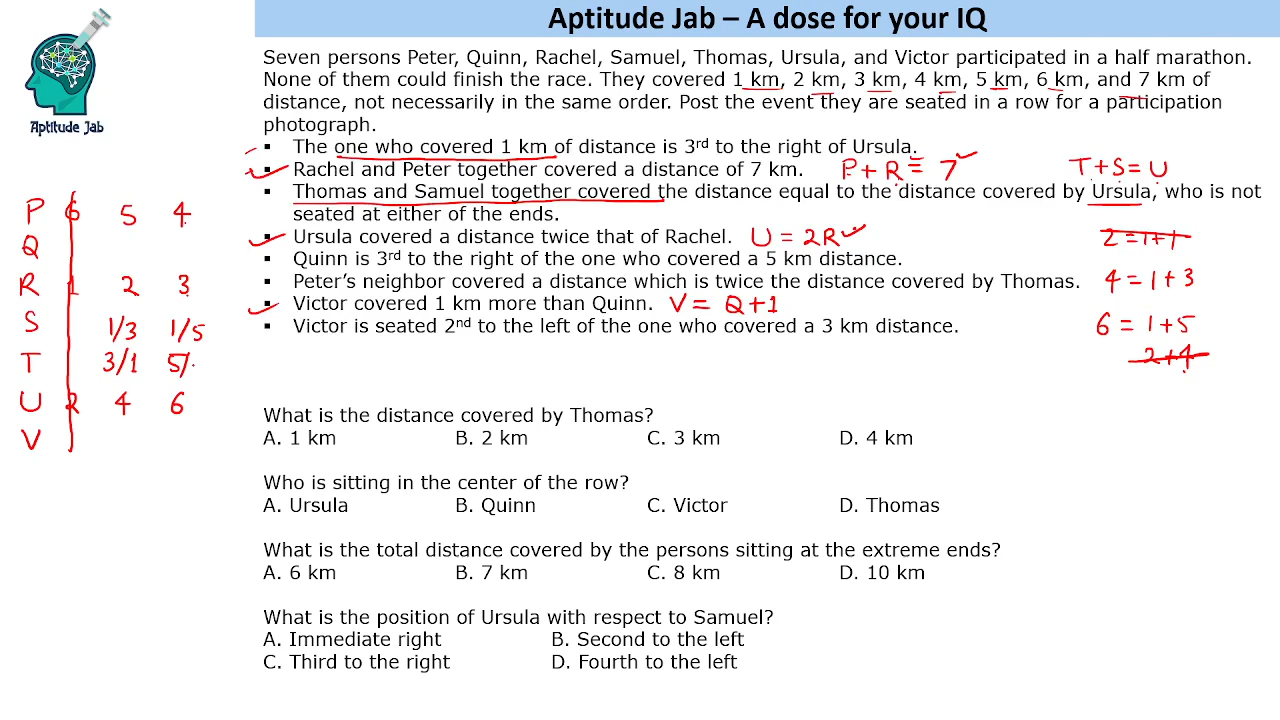 Aptitude Jab – A dose for your IQ
Aptitude Jab
Seven persons Peter, Quinn, Rachel, Samuel, Thomas, Ursula, and Victor participated in a half marathon.
None of them could finish the race. They covered 1 km, 2 km, 3 km, 4 km, 5 km, 6 km, and 7 km of
distance, not necessarily in the same order. Post the event they are seated in a row for a participation
photograph.
▪ The one who covered 1 km of distance is 3rd to the right of Ursula.
▪ Rachel and Peter together covered a distance of 7 km. P + R = 7 T + S = U
▪ Thomas and Samuel together covered the distance equal to the distance covered by Ursula, who is not
seated at either of the ends.
▪ Ursula covered a distance twice that of Rachel. U = 2R 2 = 1 + 1
▪ Quinn is 3rd to the right of the one who covered a 5 km distance.
▪ Peter’s neighbor covered a distance which is twice the distance covered by Thomas. 4 = 1 + 3
▪ Victor covered 1 km more than Quinn. V = Q + 1
▪ Victor is seated 2nd to the left of the one who covered a 3 km distance. 6 = 1 + 5
2 + 4
P 6 5 4
Q
R 1 2 3
S 1/3 1/5
T 3/1 5/
U 2 4 6
V
What is the distance covered by Thomas?
A. 1 km B. 2 km C. 3 km D. 4 km
Who is sitting in the center of the row?
A. Ursula B. Quinn C. Victor D. Thomas
What is the total distance covered by the persons sitting at the extreme ends?
A. 6 km B. 7 km C. 8 km D. 10 km
What is the position of Ursula with respect to Samuel?
A. Immediate right B. Second to the left
C. Third to the right D. Fourth to the left